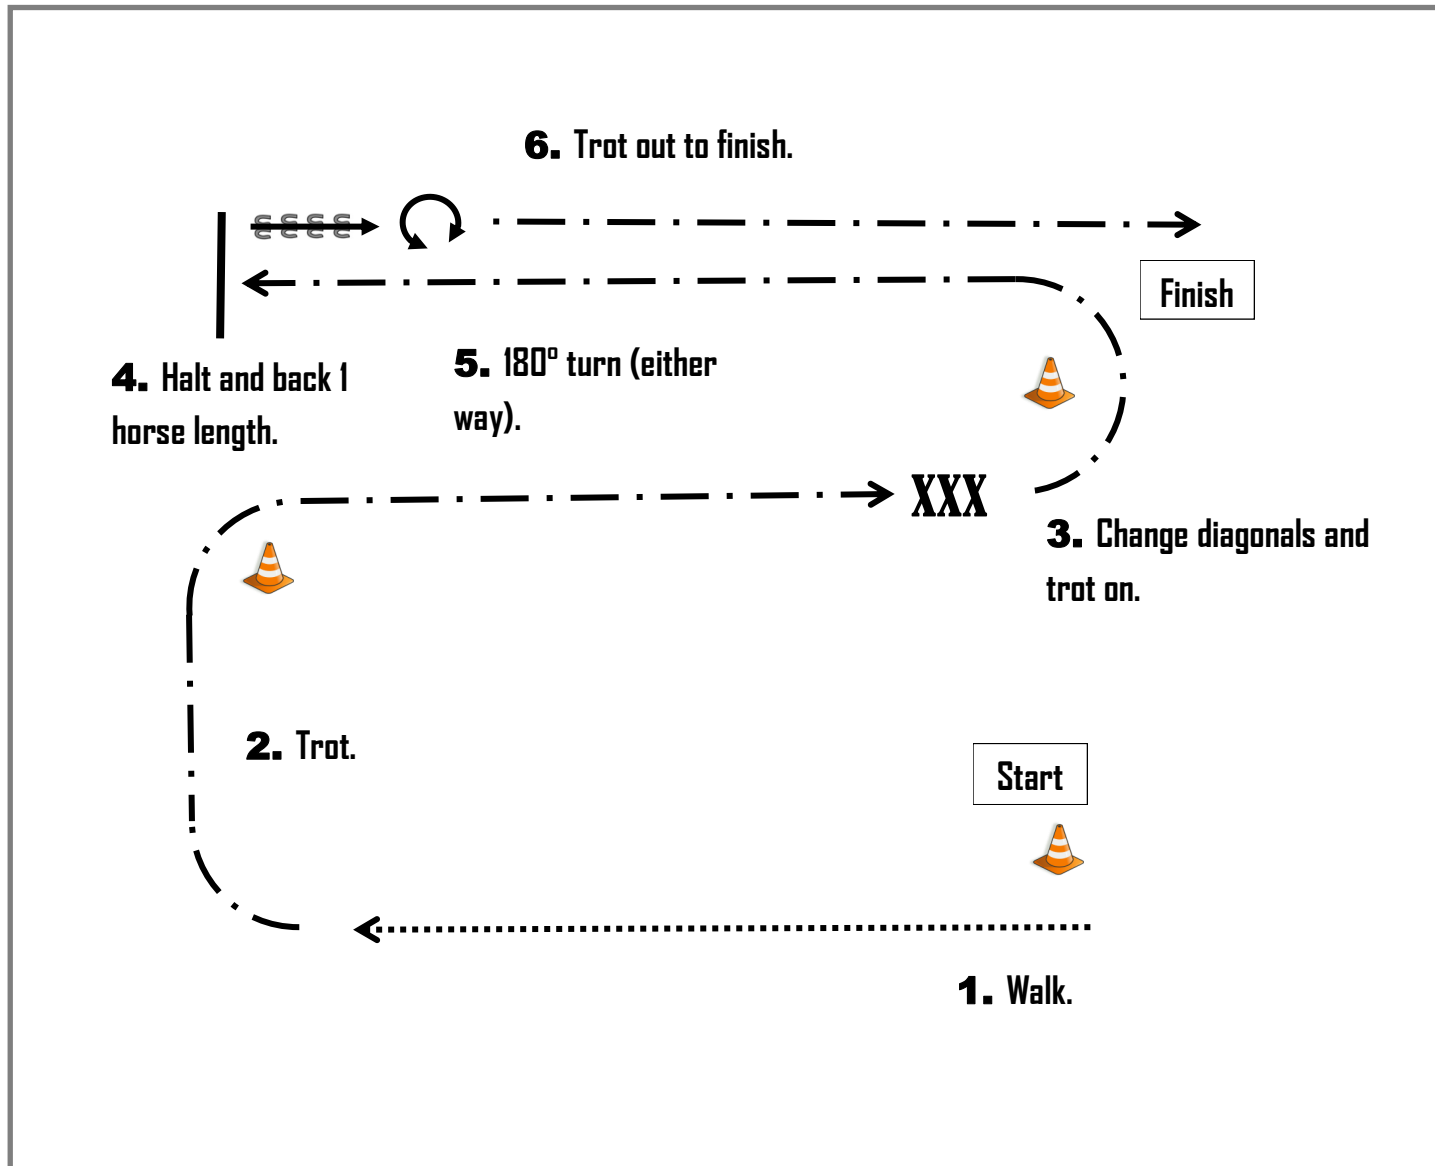 6. Trot out to finish.
Finish
4. Halt and back 1
horse length.
5. 180° turn (either
way).
XXX
3. Change diagonals and
trot on.
2. Trot.
Start
1. Walk.